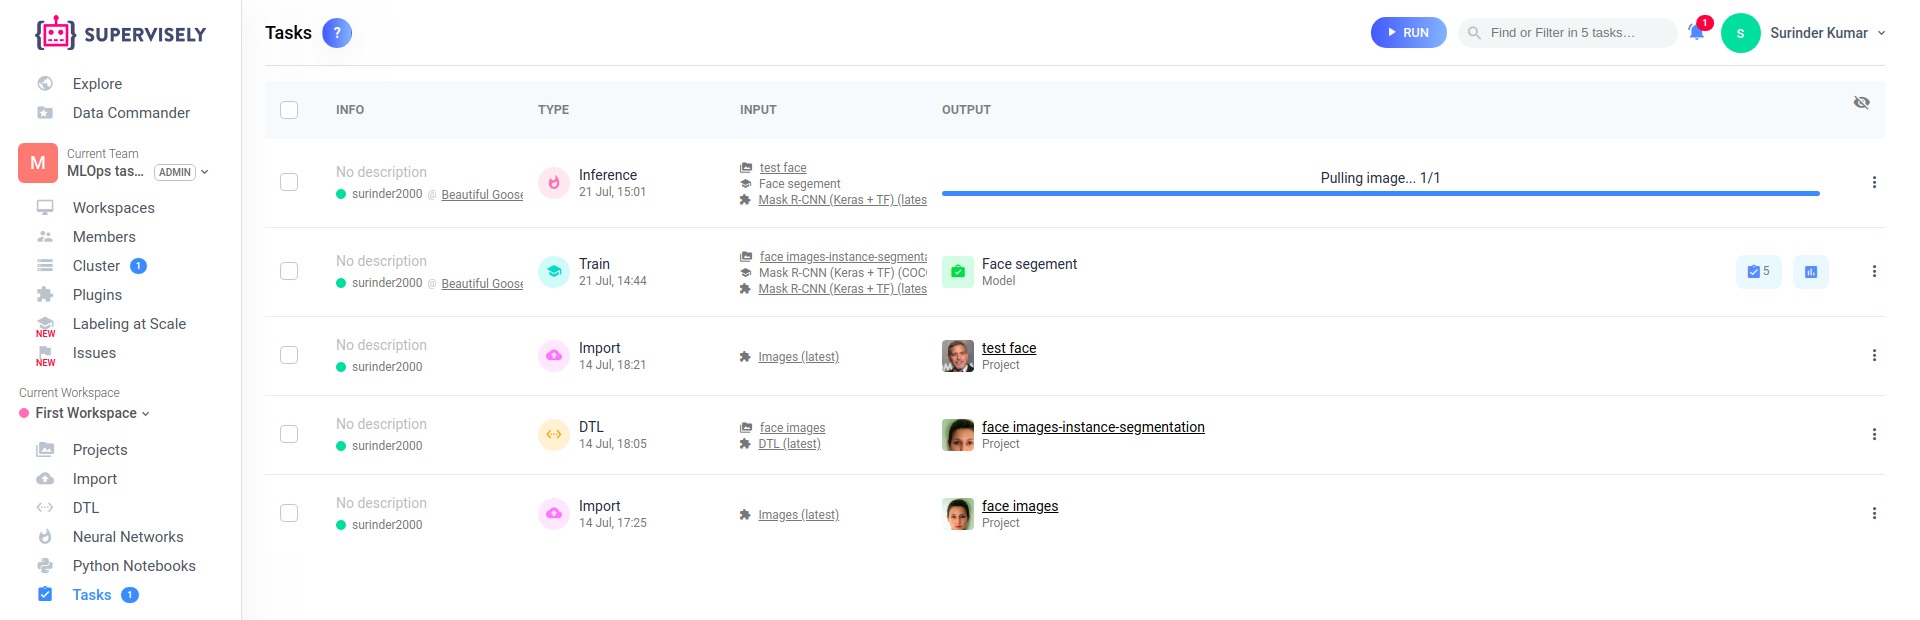 SUPERVISELY
Explore
Data Commander
M
Current Team
MLOps tas...
ADMIN
Workspaces
Members
Cluster 1
Plugins
Labeling at Scale
NEW
Issues
NEW
Current Workspace
First Workspace
Projects
Import
DTL
Neural Networks
Python Notebooks
Tasks 1
Tasks ?
RUN
Find or Filter in 5 tasks...
1
S
Surinder Kumar
INFO TYPE INPUT OUTPUT
No description
surinder2000 @ Beautiful Goose
Inference
21 Jul, 15:01
test face
Face segement
Mask R-CNN (Keras + TF) (lates
Pulling image... 1/1
No description
surinder2000 @ Beautiful Goose
Train
21 Jul, 14:44
face images-instance-segmenta
Mask R-CNN (Keras + TF) (COC
Mask R-CNN (Keras + TF) (lates
Face segement
Model
5
No description
surinder2000
Import
14 Jul, 18:21
Images (latest)
test face
Project
No description
surinder2000
DTL
14 Jul, 18:05
face images
DTL (latest)
face images-instance-segmentation
Project
No description
surinder2000
Import
14 Jul, 17:25
Images (latest)
face images
Project